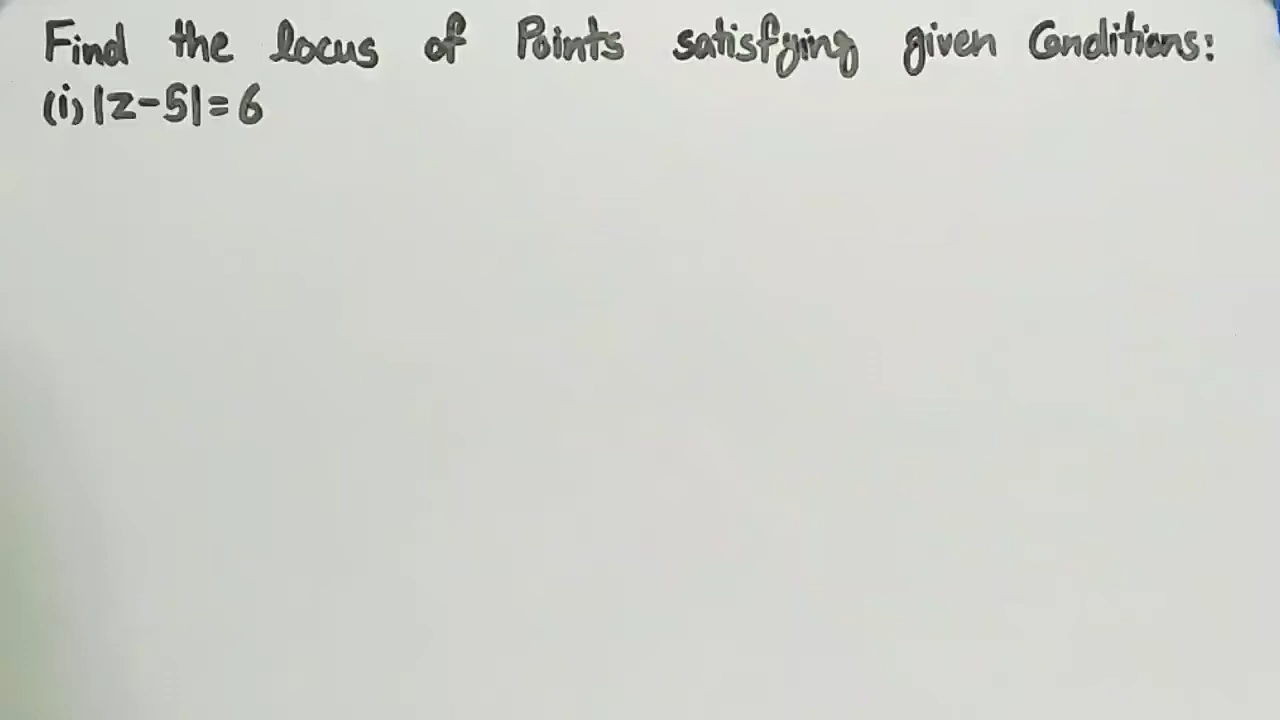 Find the locus of Points satisfying given Conditions:
(i) |z-5|=6